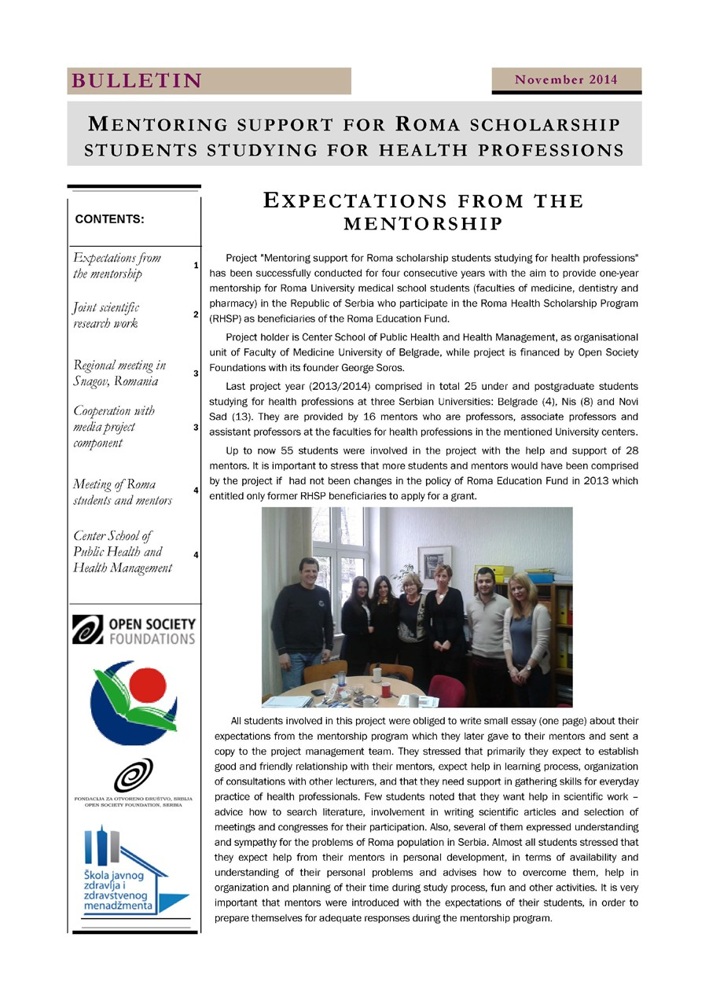 BULLETIN
November 2014
MENTORING SUPPORT FOR ROMA SCHOLARSHIP
STUDENTS STUDYING FOR HEALTH PROFESSIONS
CONTENTS:
Expectations from
the mentorship
1
Joint scientific
research work
2
Regional meeting in
Snagov, Romania
3
Cooperation with
media project
component
3
Meeting of Roma
students and mentors
4
Center School of
Public Health and
Health Management
4
OPEN SOCIETY
FOUNDATIONS
FONDACIJA ZA OTVORENO DRUŠTVO, SRBIJA
OPEN SOCIETY FOUNDATION, SERBIA
Škola javnog
zdravlja i
zdravstvenog
menadžmenta
EXPECTATIONS FROM THE
MENTORSHIP
Project "Mentoring support for Roma scholarship students studying for health professions"
has been successfully conducted for four consecutive years with the aim to provide one-year
mentorship for Roma University medical school students (faculties of medicine, dentistry and
pharmacy) in the Republic of Serbia who participate in the Roma Health Scholarship Program
(RHSP) as beneficiaries of the Roma Education Fund.
Project holder is Center School of Public Health and Health Management, as organisational
unit of Faculty of Medicine University of Belgrade, while project is financed by Open Society
Foundations with its founder George Soros.
Last project year (2013/2014) comprised in total 25 under and postgraduate students
studying for health professions at three Serbian Universities: Belgrade (4), Nis (8) and Novi
Sad (13). They are provided by 16 mentors who are professors, associate professors and
assistant professors at the faculties for health professions in the mentioned University centers.
Up to now 55 students were involved in the project with the help and support of 28
mentors. It is important to stress that more students and mentors would have been comprised
by the project if had not been changes in the policy of Roma Education Fund in 2013 which
entitled only former RHSP beneficiaries to apply for a grant.
All students involved in this project were obliged to write small essay (one page) about their
expectations from the mentorship program which they later gave to their mentors and sent a
copy to the project management team. They stressed that primarily they expect to establish
good and friendly relationship with their mentors, expect help in learning process, organization
of consultations with other lecturers, and that they need support in gathering skills for everyday
practice of health professionals. Few students noted that they want help in scientific work –
advice how to search literature, involvement in writing scientific articles and selection of
meetings and congresses for their participation. Also, several of them expressed understanding
and sympathy for the problems of Roma population in Serbia. Almost all students stressed that
they expect help from their mentors in personal development, in terms of availability and
understanding of their personal problems and advises how to overcome them, help in
organization and planning of their time during study process, fun and other activities. It is very
important that mentors were introduced with the expectations of their students, in order to
prepare themselves for adequate responses during the mentorship program.